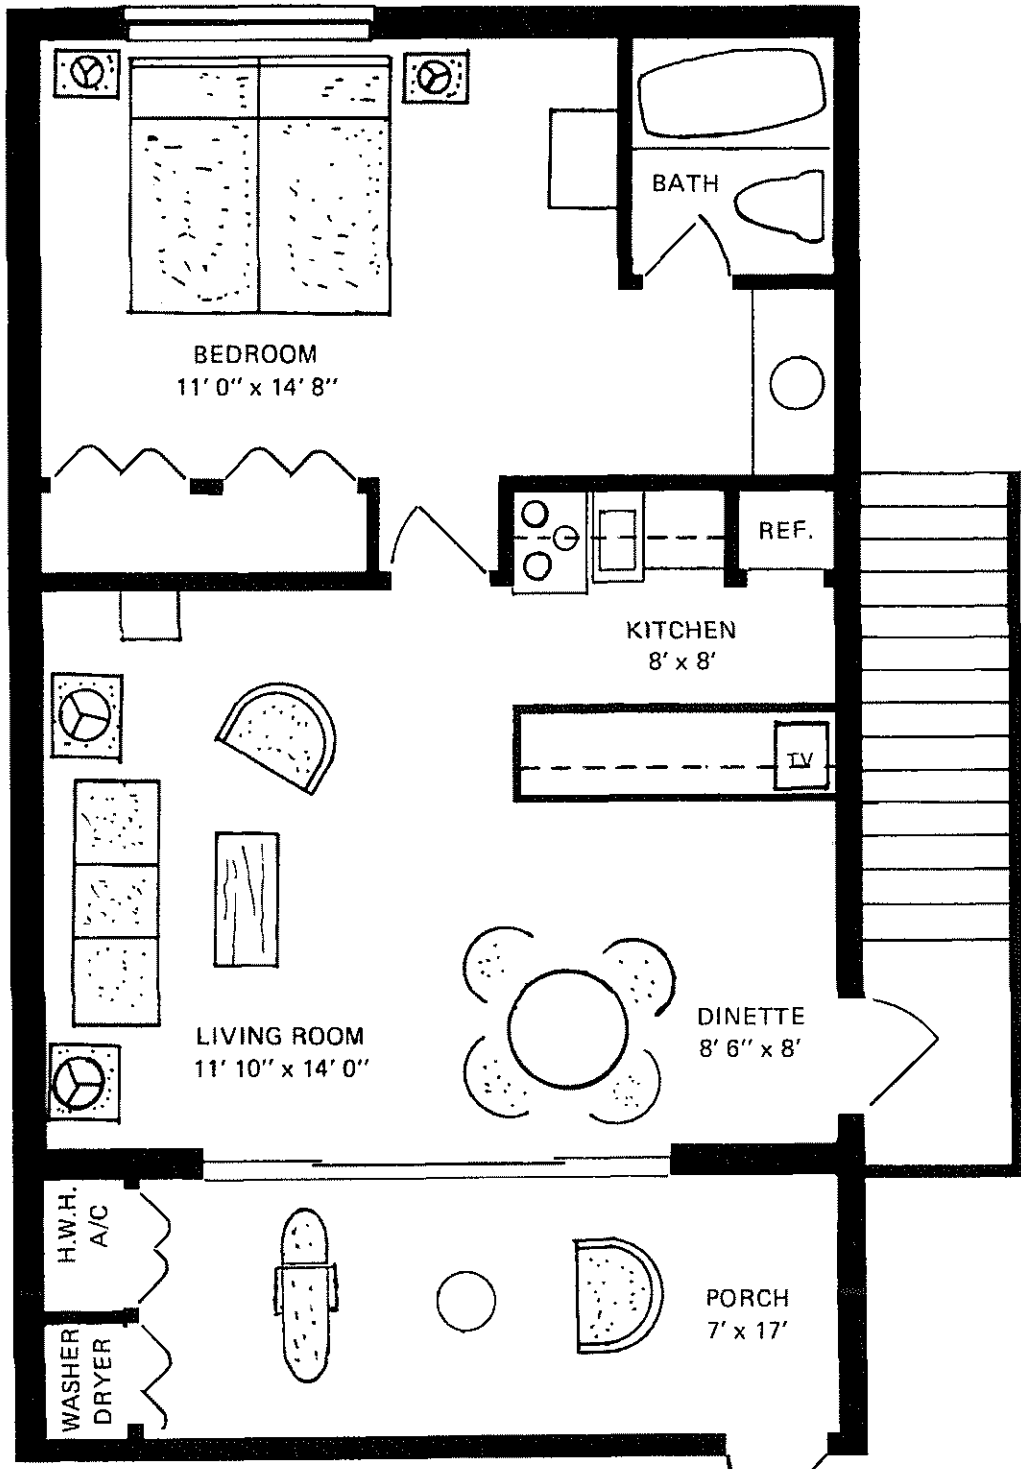 BATH
BEDROOM
11' 0" x 14' 8"
REF.
KITCHEN
8' x 8'
TV
DINETTE
8' 6" x 8'
LIVING ROOM
11' 10" x 14' 0"
H.W.H.
A/C
PORCH
7' x 17'
WASHER
DRYER